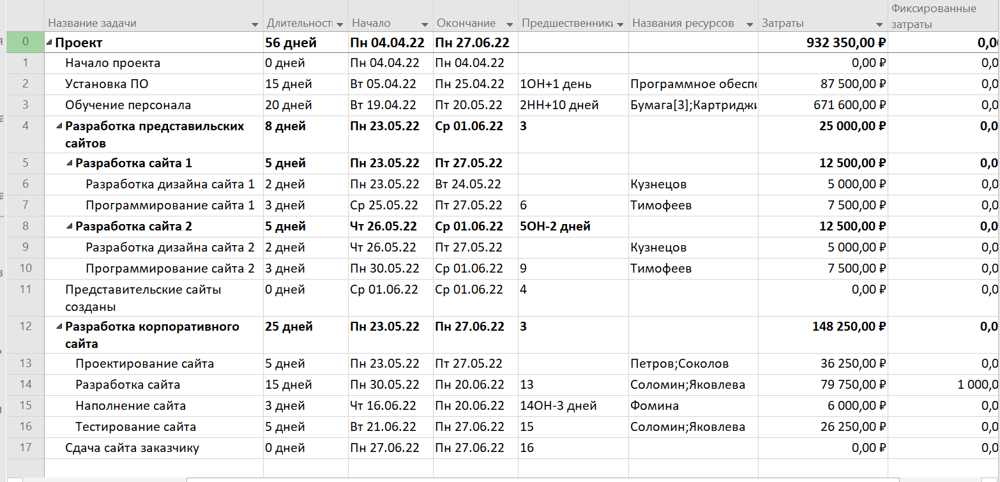 Фиксированные
Название задачи Длительност Начало Окончание Предшественники Названия ресурсов Затраты затраты
0 Проект 56 дней Пн 04.04.22 Пн 27.06.22 932 350,00 ₽ 0,0
1 Начало проекта 0 дней Пн 04.04.22 Пн 04.04.22 0,00 ₽ 0,0
2 Установка ПО 15 дней Вт 05.04.22 Пн 25.04.22 1ОН+1 день Программное обеспе 87 500,00 ₽ 0,0
3 Обучение персонала 20 дней Вт 19.04.22 Пт 20.05.22 2НН+10 дней Бумага[3];Картриджи 671 600,00 ₽ 0,0
4 Разработка представильских 8 дней Пн 23.05.22 Ср 01.06.22 3 25 000,00 ₽ 0,0
сайтов
5 Разработка сайта 1 5 дней Пн 23.05.22 Пт 27.05.22 12 500,00 ₽ 0,0
6 Разработка дизайна сайта 1 2 дней Пн 23.05.22 Вт 24.05.22 Кузнецов 5 000,00 ₽ 0,0
7 Программирование сайта 1 3 дней Ср 25.05.22 Пт 27.05.22 6 Тимофеев 7 500,00 ₽ 0,0
8 Разработка сайта 2 5 дней Чт 26.05.22 Ср 01.06.22 5ОН-2 дней 12 500,00 ₽ 0,0
9 Разработка дизайна сайта 2 2 дней Чт 26.05.22 Пт 27.05.22 Кузнецов 5 000,00 ₽ 0,0
10 Программирование сайта 2 3 дней Пн 30.05.22 Ср 01.06.22 9 Тимофеев 7 500,00 ₽ 0,0
11 Представительские сайты 0 дней Ср 01.06.22 Ср 01.06.22 4 0,00 ₽ 0,0
созданы
12 Разработка корпоративного 25 дней Пн 23.05.22 Пн 27.06.22 3 148 250,00 ₽ 0,0
сайта
13 Проектирование сайта 5 дней Пн 23.05.22 Пт 27.05.22 Петров;Соколов 36 250,00 ₽ 0,0
14 Разработка сайта 15 дней Пн 30.05.22 Пн 20.06.22 13 Соломин;Яковлева 79 750,00 ₽ 1 000,0
15 Наполнение сайта 3 дней Чт 16.06.22 Пн 20.06.22 14ОН-3 дней Фомина 6 000,00 ₽ 0,0
16 Тестирование сайта 5 дней Вт 21.06.22 Пн 27.06.22 15 Соломин;Яковлева 26 250,00 ₽ 0,0
17 Сдача сайта заказчику 0 дней Пн 27.06.22 Пн 27.06.22 16 0,00 ₽ 0,0